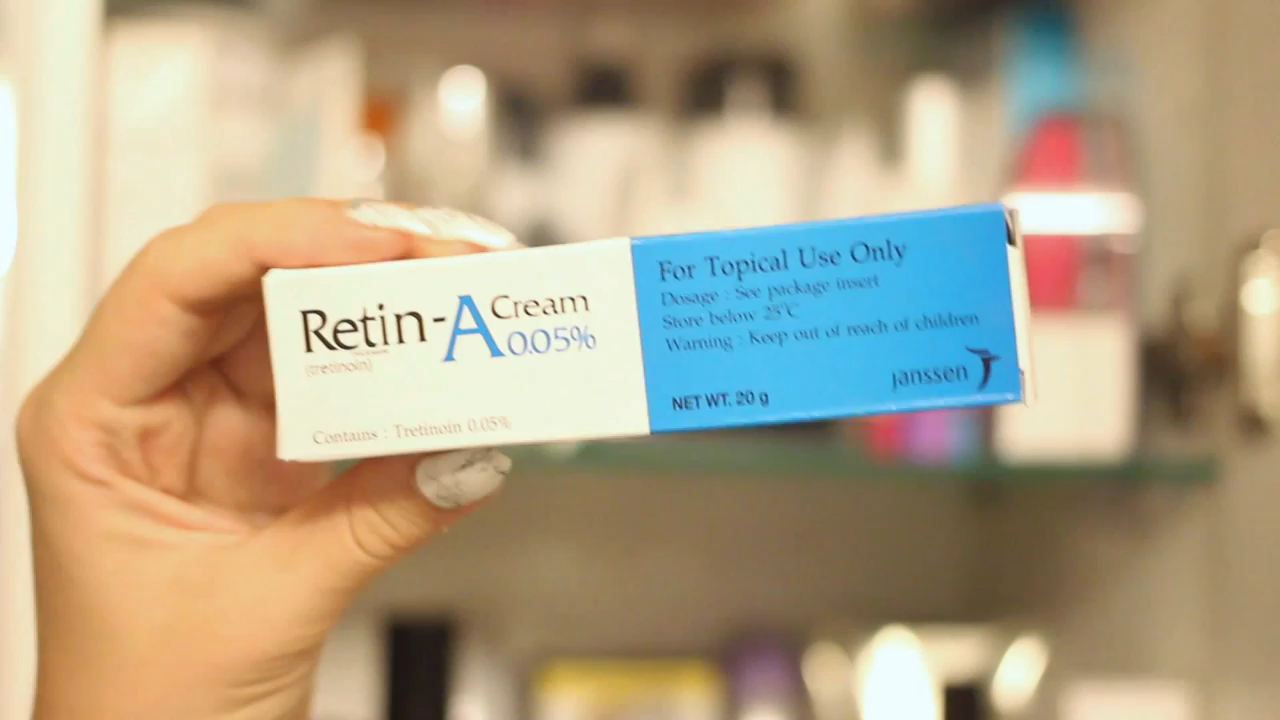 Retin-A Cream
0.05%
(tretinoin)
Contains : Tretinoin 0.05%
For Topical Use Only
Dosage : See package insert
Store below 25°C
Warning : Keep out of reach of children
janssen
NET WT. 20 g